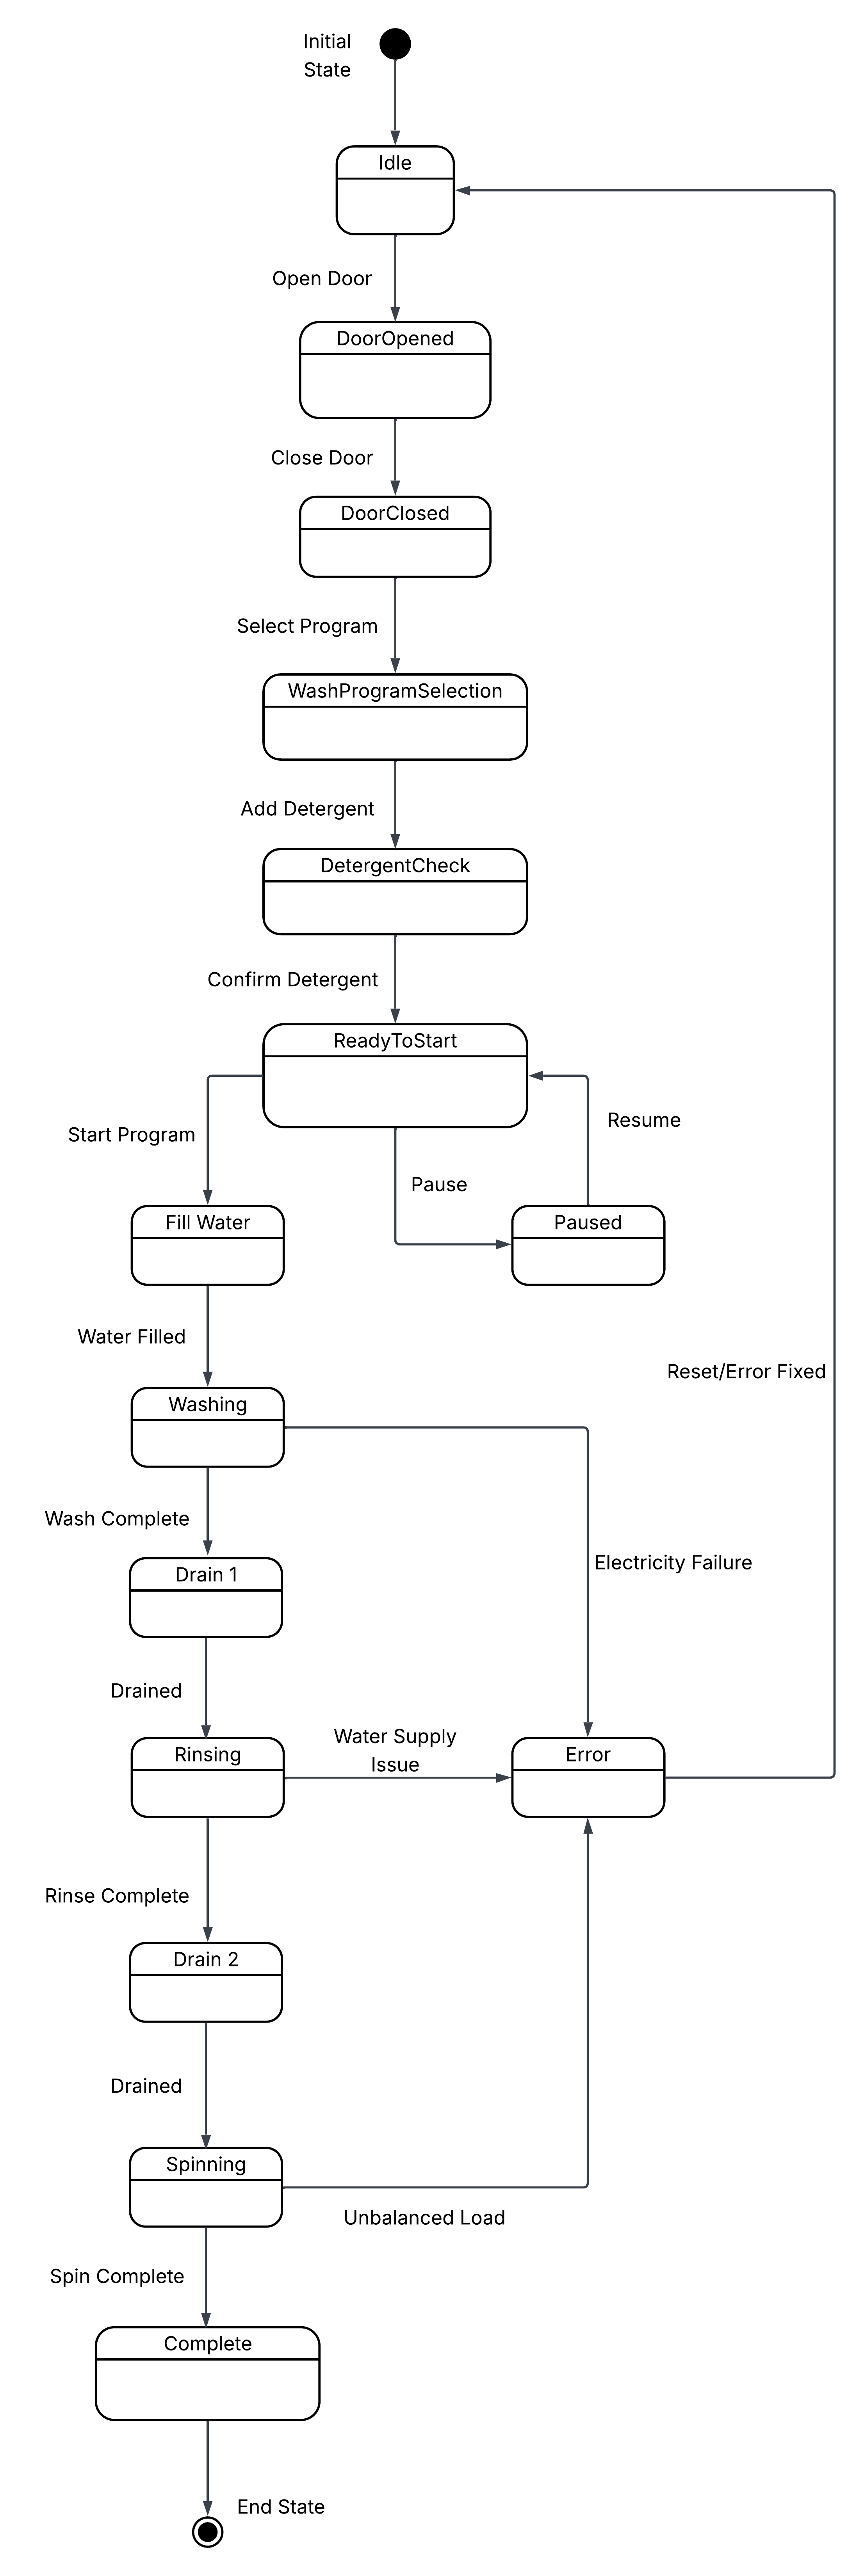 Initial
State
Idle
Open Door
DoorOpened
Close Door
DoorClosed
Select Program
WashProgramSelection
Add Detergent
DetergentCheck
Confirm Detergent
ReadyToStart
Resume
Start Program
Pause
Fill Water
Paused
Water Filled
Reset/Error Fixed
Washing
Wash Complete
Electricity Failure
Drain 1
Drained
Water Supply
Issue
Rinsing
Error
Rinse Complete
Drain 2
Drained
Spinning
Unbalanced Load
Spin Complete
Complete
End State